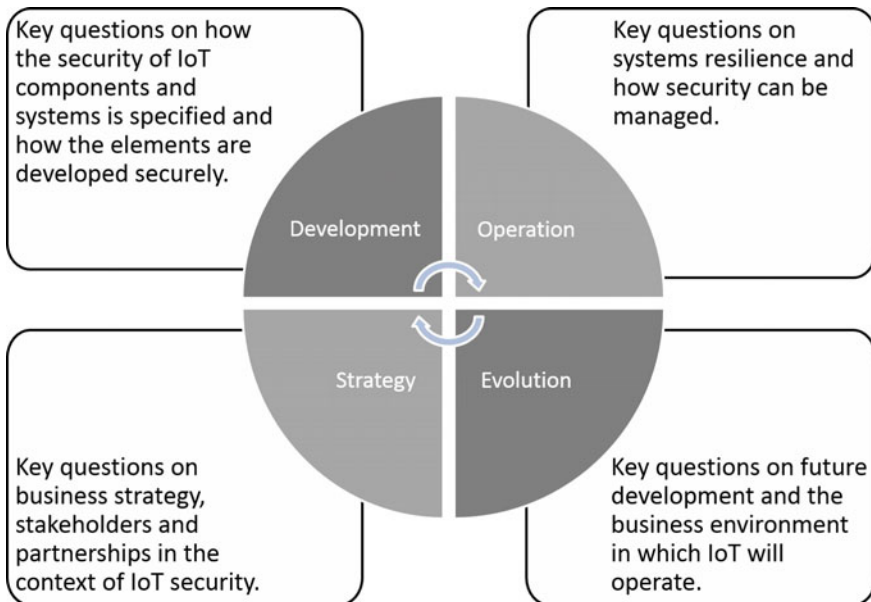 Key questions on how
the security of IoT
components and
systems is specified and
how the elements are
developed securely.
Key questions on
systems resilience and
how security can be
managed.
Development
Operation
Strategy
Evolution
Key questions on
business strategy,
stakeholders and
partnerships in the
context of IoT security.
Key questions on future
development and the
business environment
in which IoT will
operate.